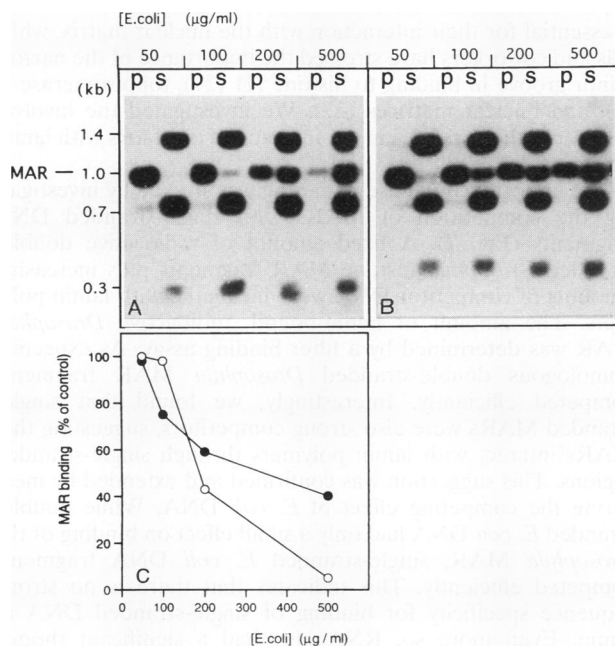 [E.coli] (µg/ml)
50 100 200 500 50 100 200 500
p s p s p s p s p s p s p s p s
(kb)
1.4
MAR — 1.0
0.7
0.3
A B
MAR binding (% of control)
100
80
60
40
20
0
C
0 100 200 300 400 500
[E.coli] (µg / ml)